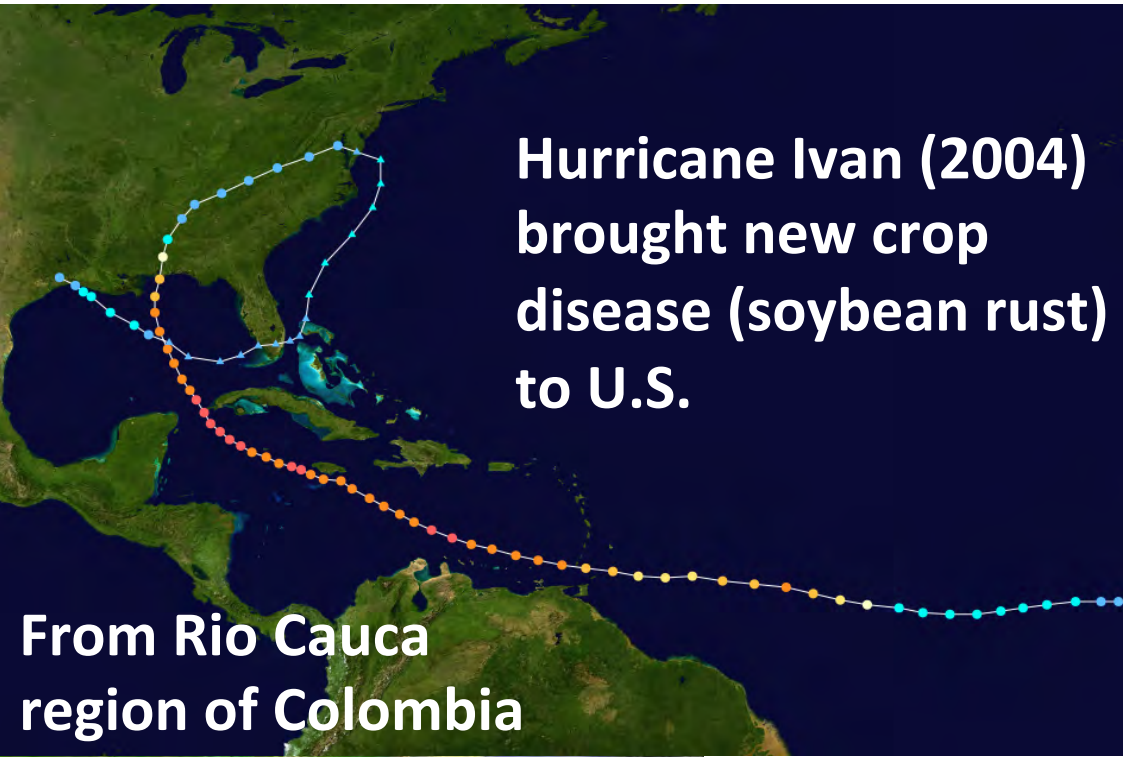 Hurricane Ivan (2004)
brought new crop
disease (soybean rust)
to U.S.
From Rio Cauca
region of Colombia